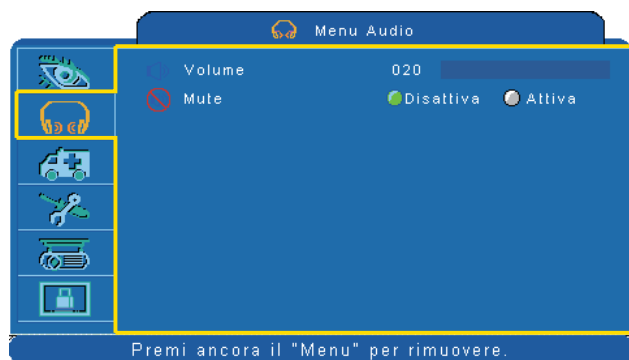 Menu Audio
Volume 020
Mute Disattiva Attiva
Premi ancora il "Menu" per rimuovere.